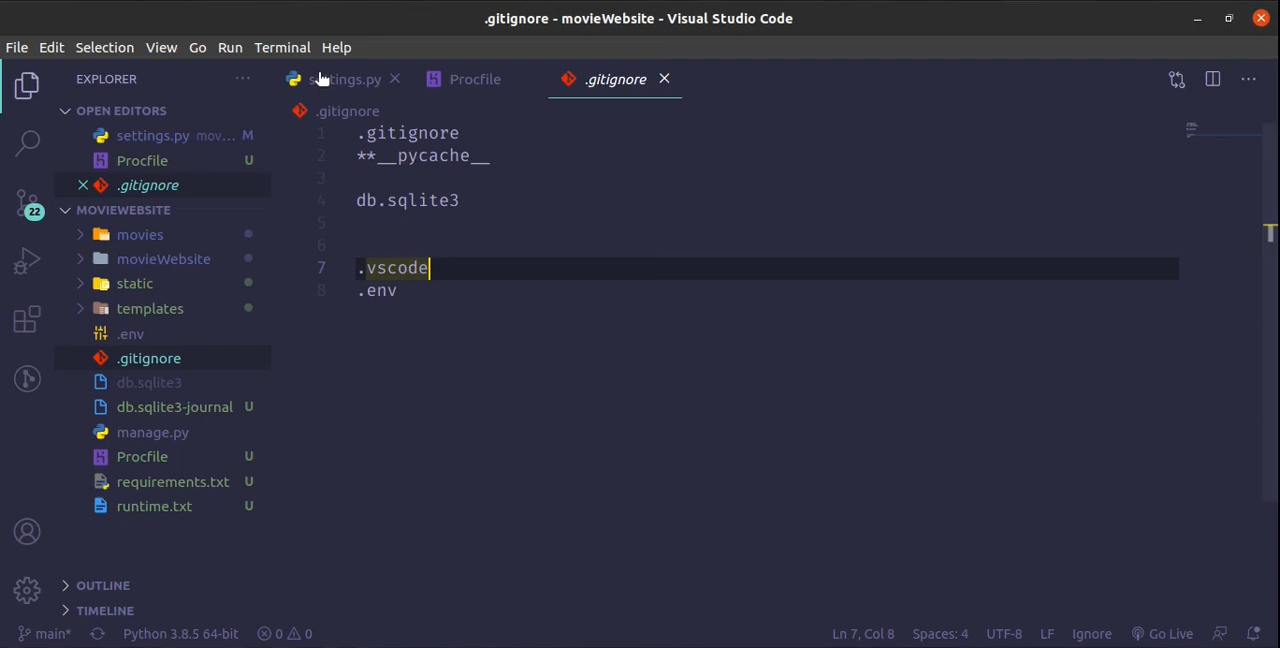 .gitignore - movieWebsite - Visual Studio Code
File Edit Selection View Go Run Terminal Help
EXPLORER
settings.py
Procfile
.gitignore
OPEN EDITORS
settings.py mov... M
Procfile U
.gitignore
MOVIEWEBSITE
movies
movieWebsite
static
templates
.env
.gitignore
db.sqlite3
db.sqlite3-journal U
manage.py
Procfile U
requirements.txt U
runtime.txt U
OUTLINE
TIMELINE
22
.gitignore
1 .gitignore
2 **__pycache__
3
4 db.sqlite3
5
6
7 .vscode
8 .env
main* Python 3.8.5 64-bit 0 0 Ln 7, Col 8 Spaces: 4 UTF-8 LF Ignore Go Live